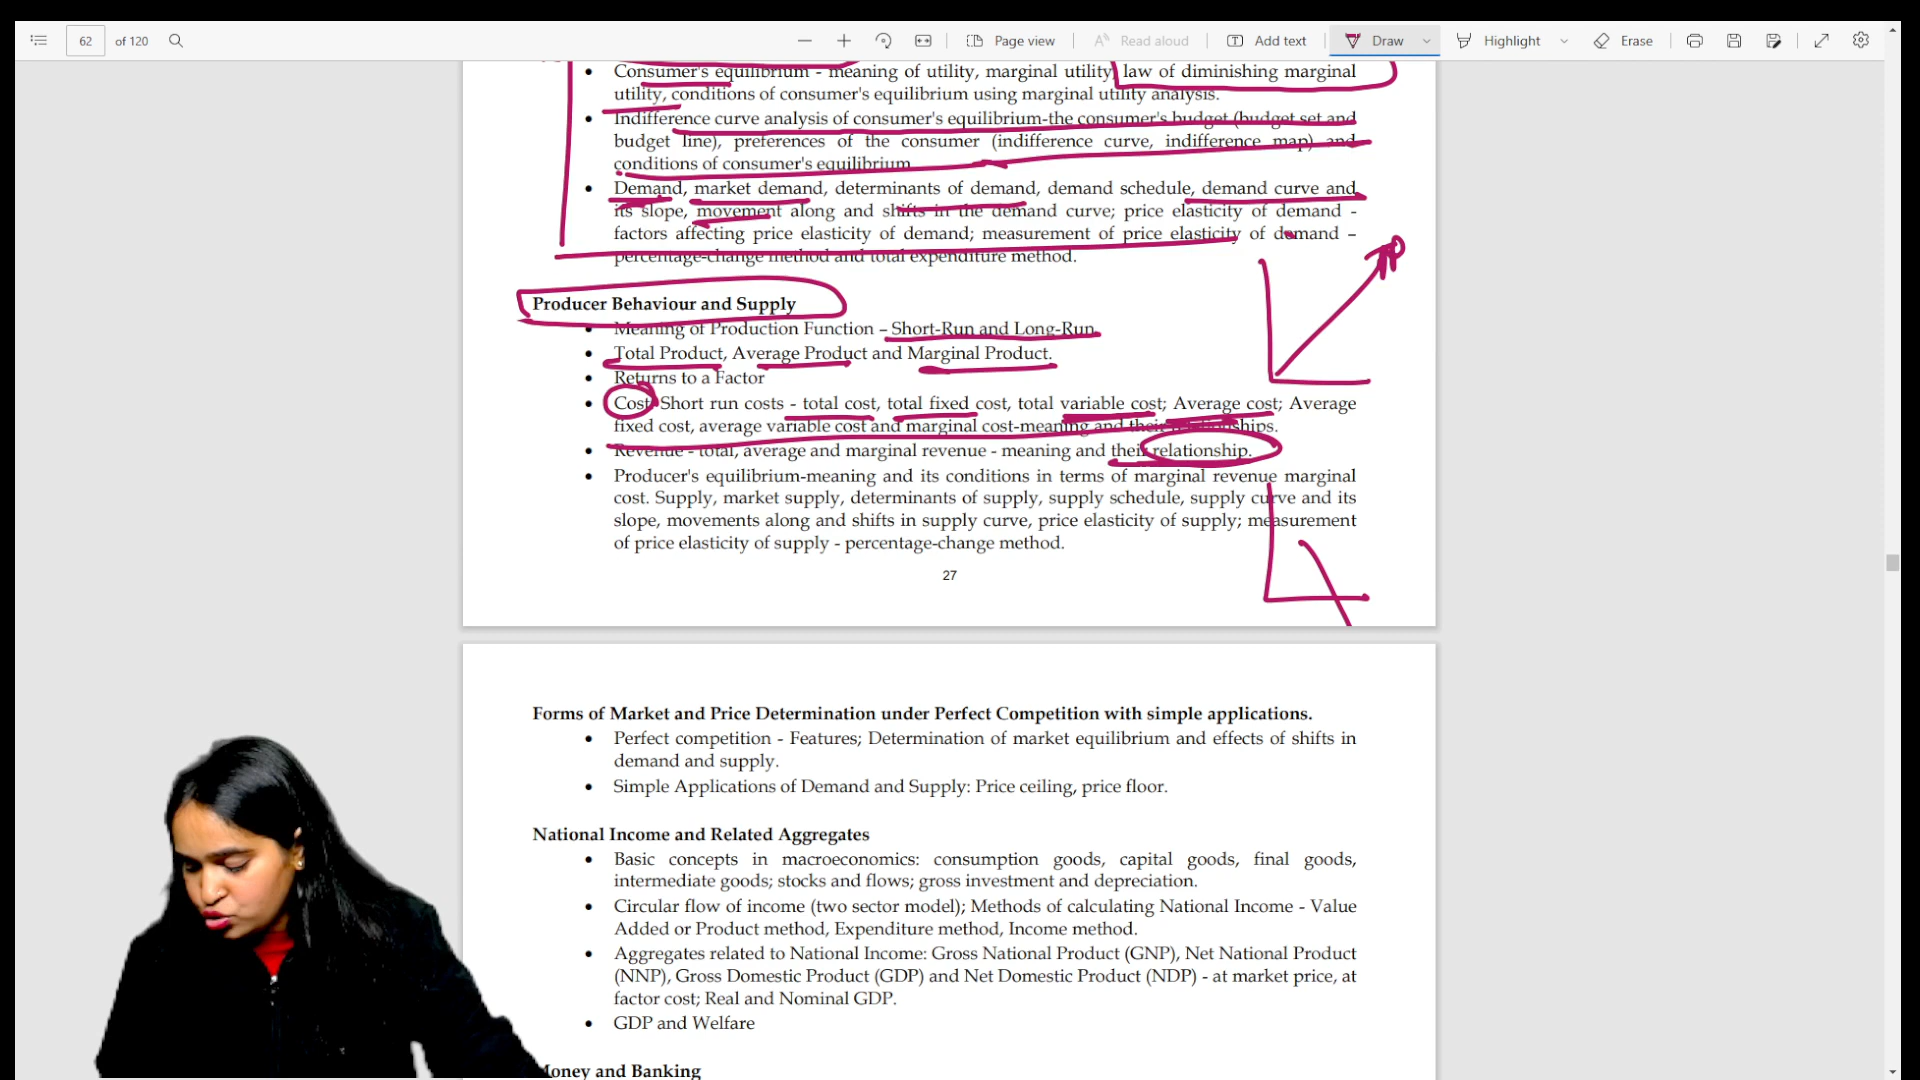 62 of 120 Page view Read aloud Add text Draw Highlight Erase
• Consumer's equilibrium - meaning of utility, marginal utility, law of diminishing marginal
utility, conditions of consumer's equilibrium using marginal utility analysis.
• Indifference curve analysis of consumer's equilibrium-the consumer's budget (budget set and
budget line), preferences of the consumer (indifference curve, indifference map) and
conditions of consumer's equilibrium.
• Demand, market demand, determinants of demand, demand schedule, demand curve and
its slope, movement along and shifts in the demand curve; price elasticity of demand -
factors affecting price elasticity of demand; measurement of price elasticity of demand –
percentage-change method and total expenditure method.
Producer Behaviour and Supply
• Meaning of Production Function – Short-Run and Long-Run
• Total Product, Average Product and Marginal Product.
• Returns to a Factor
• Cost: Short run costs - total cost, total fixed cost, total variable cost; Average cost; Average
fixed cost, average variable cost and marginal cost-meaning and their relationships.
• Revenue - total, average and marginal revenue - meaning and their relationship.
• Producer's equilibrium-meaning and its conditions in terms of marginal revenue marginal
cost. Supply, market supply, determinants of supply, supply schedule, supply curve and its
slope, movements along and shifts in supply curve, price elasticity of supply; measurement
of price elasticity of supply - percentage-change method.
27
Forms of Market and Price Determination under Perfect Competition with simple applications.
• Perfect competition - Features; Determination of market equilibrium and effects of shifts in
demand and supply.
• Simple Applications of Demand and Supply: Price ceiling, price floor.
National Income and Related Aggregates
• Basic concepts in macroeconomics: consumption goods, capital goods, final goods,
intermediate goods; stocks and flows; gross investment and depreciation.
• Circular flow of income (two sector model); Methods of calculating National Income - Value
Added or Product method, Expenditure method, Income method.
• Aggregates related to National Income: Gross National Product (GNP), Net National Product
(NNP), Gross Domestic Product (GDP) and Net Domestic Product (NDP) - at market price, at
factor cost; Real and Nominal GDP.
• GDP and Welfare
Money and Banking